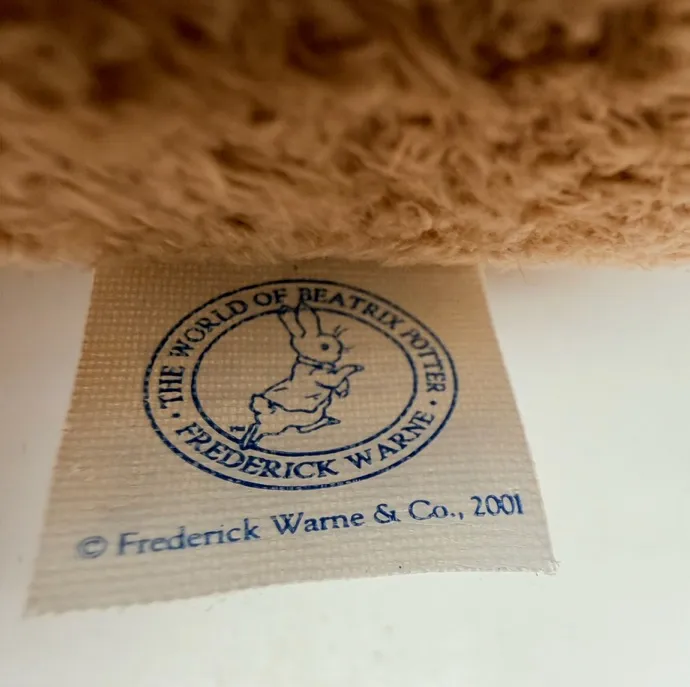 · THE WORLD OF BEATRIX POTTER ·
FREDERICK WARNE
© Frederick Warne & Co., 2001